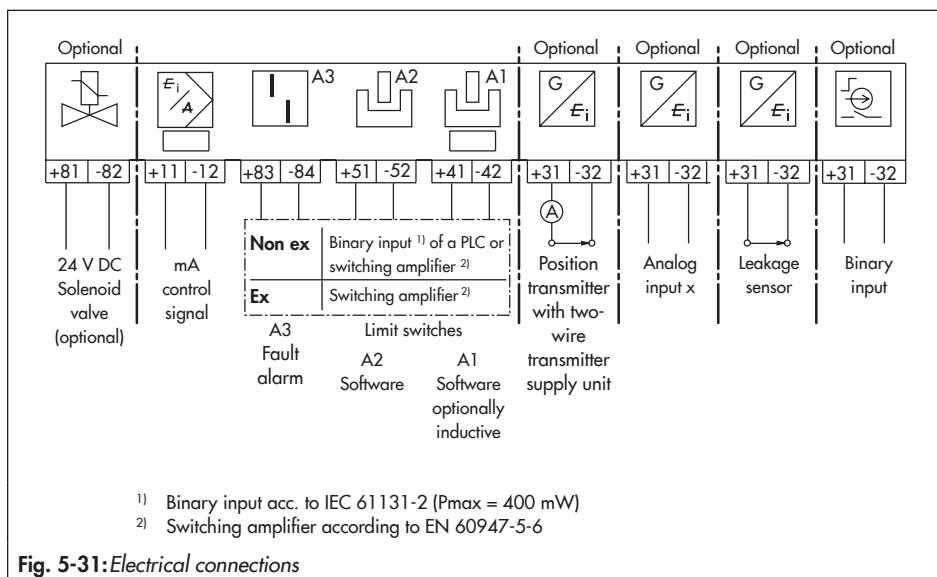 Optional Optional Optional Optional Optional
A3 A2 A1
E i / A G E i G E i G E i
+81 -82 +11 -12 +83 -84 +51 -52 +41 -42 +31 -32 +31 -32 +31 -32 +31 -32
A
24 V DC
Solenoid
valve
(optional)
mA
control
signal
Non ex Binary input 1) of a PLC or
switching amplifier 2)
Ex Switching amplifier 2)
A3
Fault
alarm
Limit switches
A2
Software
A1
Software
optionally
inductive
Position
transmitter
with two-
wire
transmitter
supply unit
Analog
input x
Leakage
sensor
Binary
input
1) Binary input acc. to IEC 61131-2 (Pmax = 400 mW)
2) Switching amplifier according to EN 60947-5-6
Fig. 5-31: Electrical connections